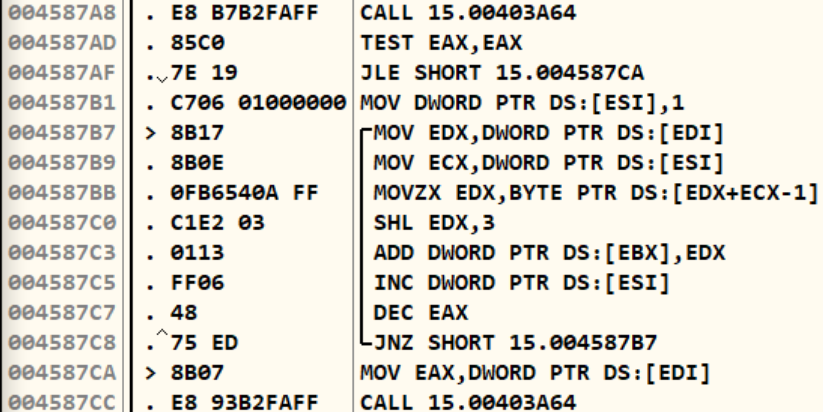 004587A8 . E8 B7B2FAFF CALL 15.00403A64
004587AD . 85C0 TEST EAX,EAX
004587AF .⌄ 7E 19 JLE SHORT 15.004587CA
004587B1 . C706 01000000 MOV DWORD PTR DS:[ESI],1
004587B7 > 8B17 MOV EDX,DWORD PTR DS:[EDI]
004587B9 . 8B0E MOV ECX,DWORD PTR DS:[ESI]
004587BB . 0FB6540A FF MOVZX EDX,BYTE PTR DS:[EDX+ECX-1]
004587C0 . C1E2 03 SHL EDX,3
004587C3 . 0113 ADD DWORD PTR DS:[EBX],EDX
004587C5 . FF06 INC DWORD PTR DS:[ESI]
004587C7 . 48 DEC EAX
004587C8 .^ 75 ED JNZ SHORT 15.004587B7
004587CA > 8B07 MOV EAX,DWORD PTR DS:[EDI]
004587CC . E8 93B2FAFF CALL 15.00403A64